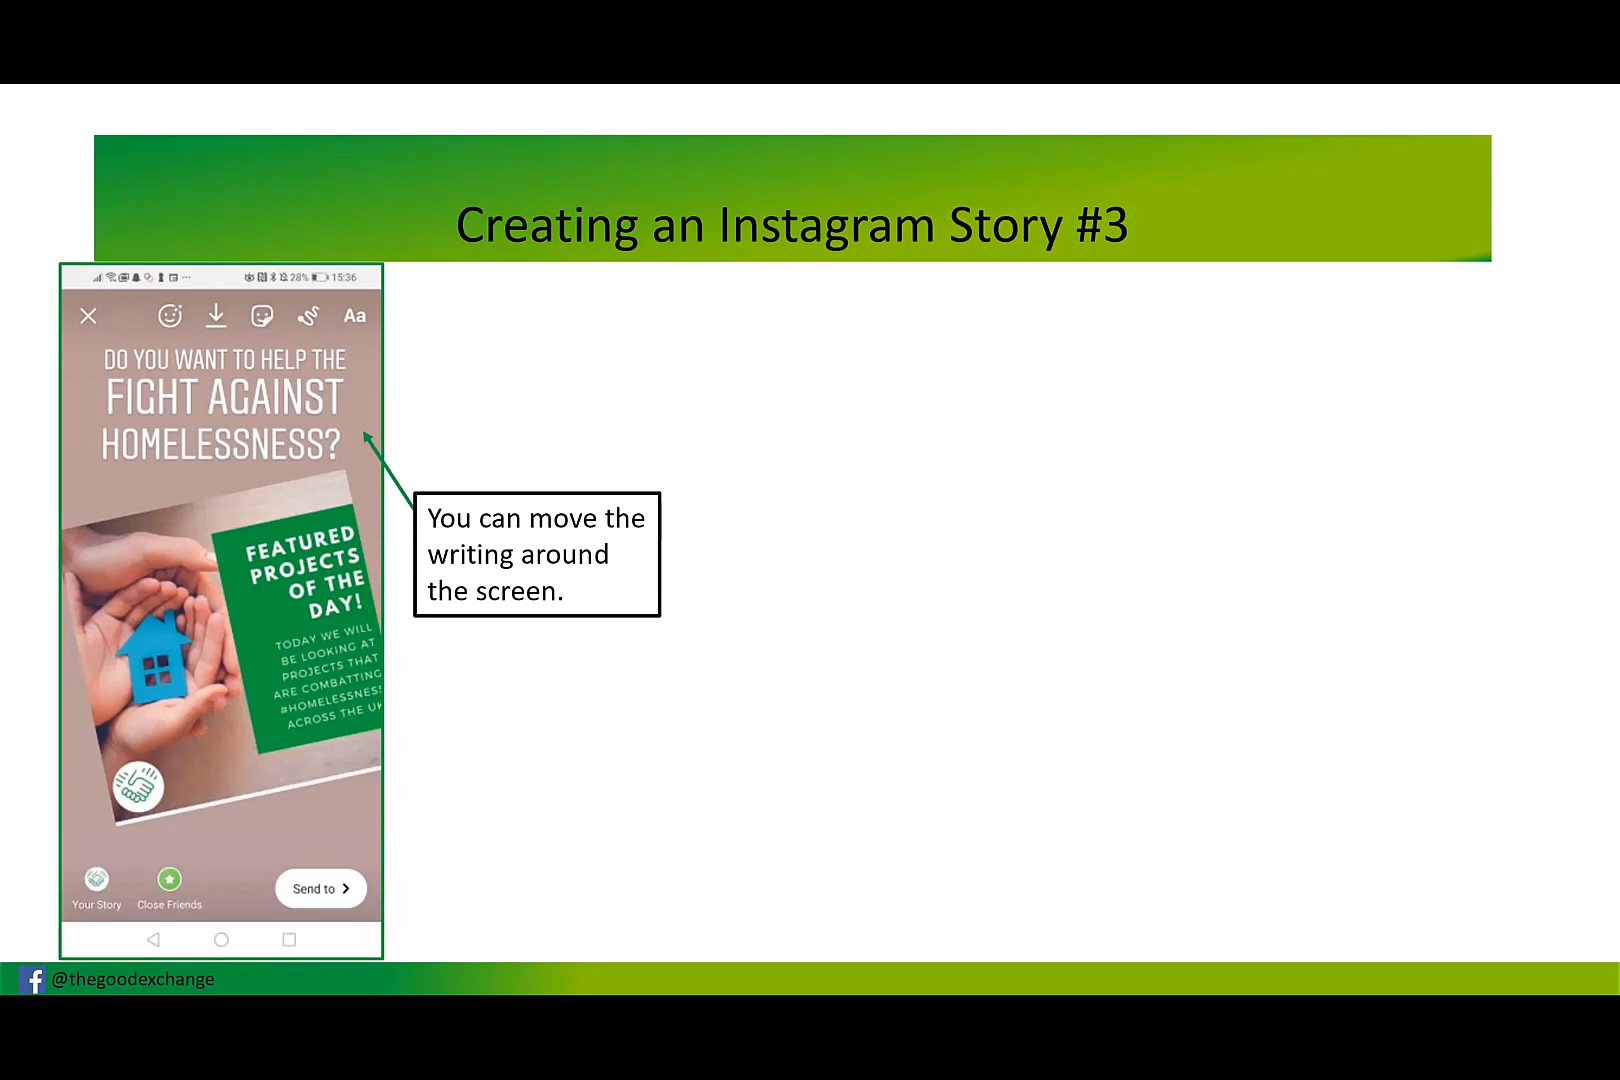 Creating an Instagram Story #3
28% 15:36
Aa
DO YOU WANT TO HELP THE
FIGHT AGAINST
HOMELESSNESS?
You can move the
writing around
the screen.
FEATURED
PROJECTS
OF THE
DAY!
TODAY WE WILL
BE LOOKING AT
PROJECTS THAT
ARE COMBATTING
#HOMELESSNESS
ACROSS THE UK
Send to
Your Story Close Friends
@thegoodexchange